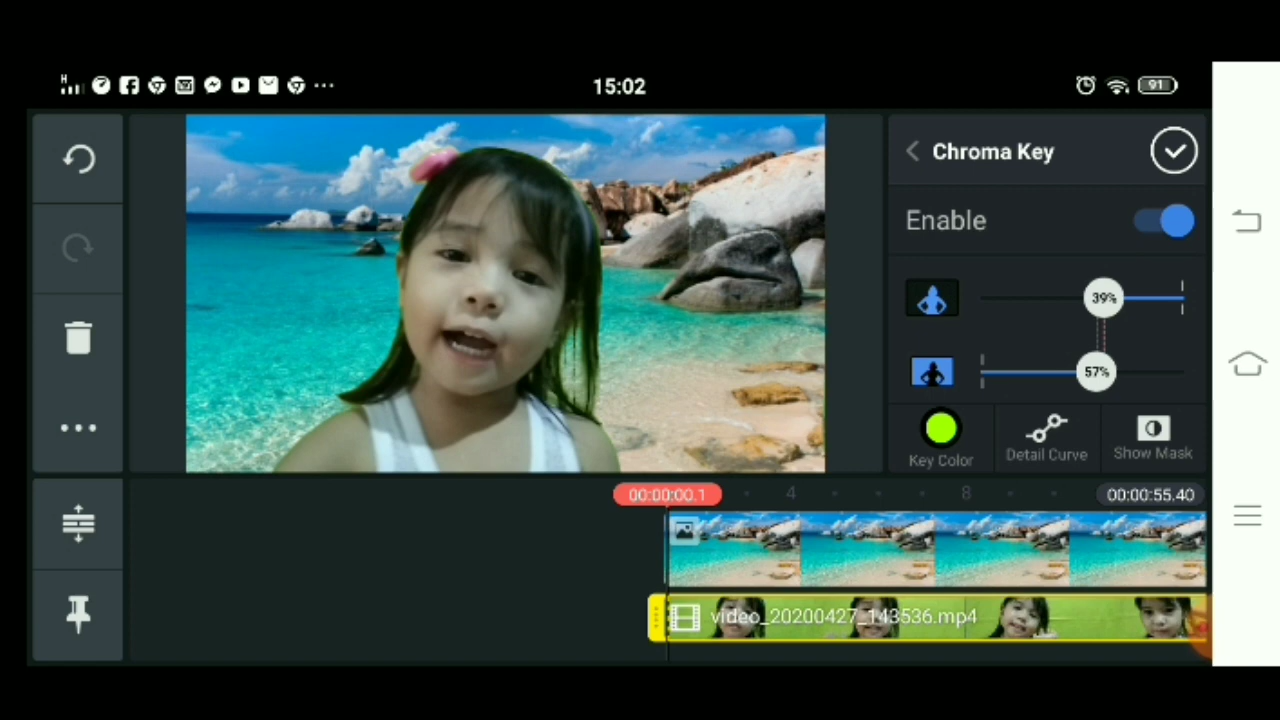 H
15:02
91
Chroma Key
Enable
39%
57%
Key Color
Detail Curve
Show Mask
00:00:00.1
4
8
00:00:55.40
video_20200427_143536.mp4